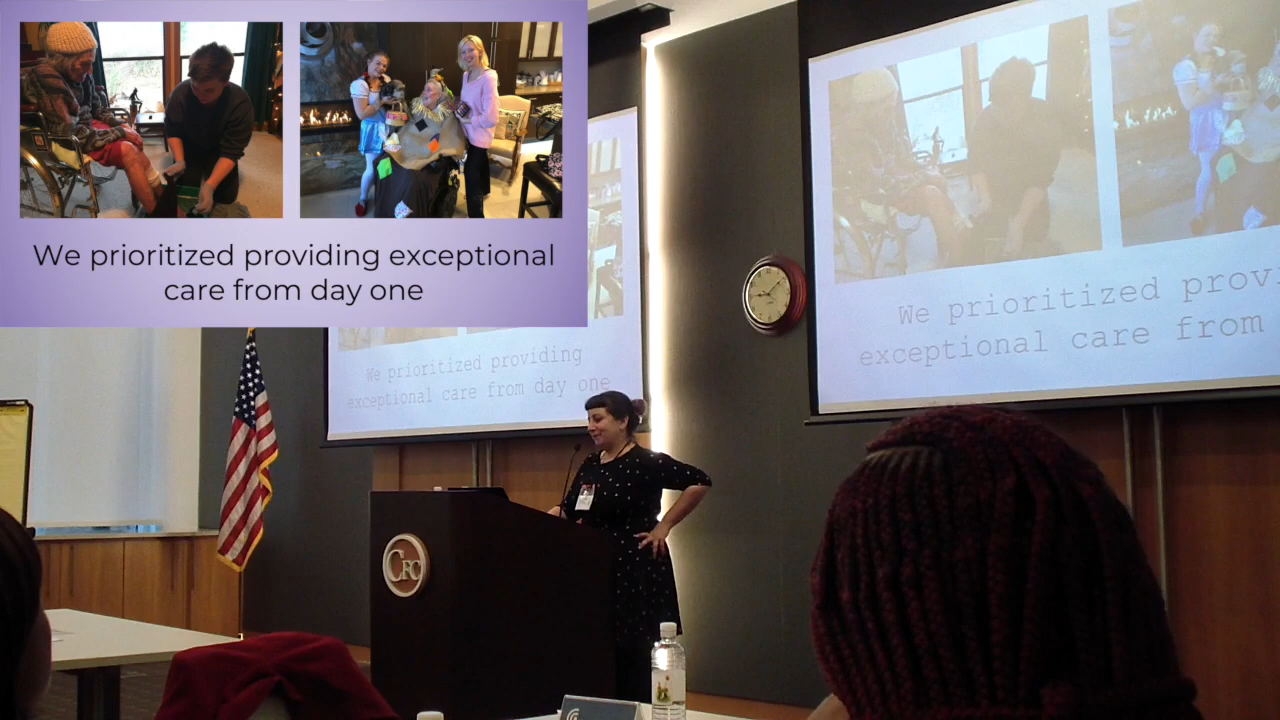 We prioritized providing exceptional
care from day one
We prioritized providing
exceptional care from day one
We prioritized prov
exceptional care from
CFC